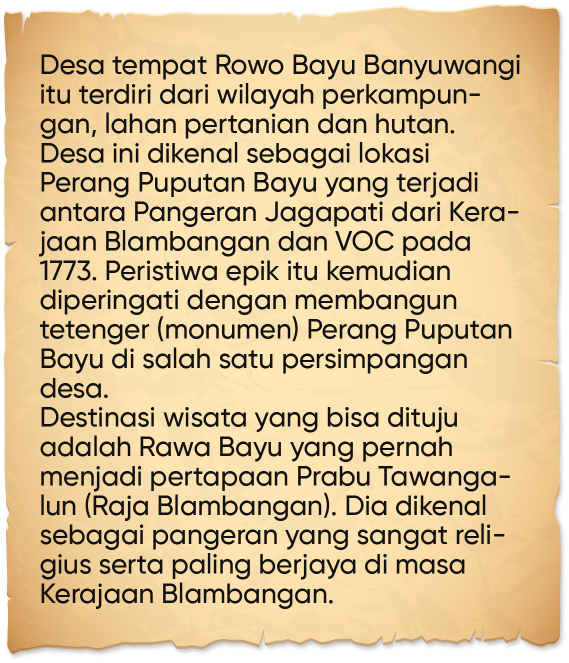 Desa tempat Rowo Bayu Banyuwangi
itu terdiri dari wilayah perkampun-
gan, lahan pertanian dan hutan.
Desa ini dikenal sebagai lokasi
Perang Puputan Bayu yang terjadi
antara Pangeran Jagapati dari Kera-
jaan Blambangan dan VOC pada
1773. Peristiwa epik itu kemudian
diperingati dengan membangun
tetenger (monumen) Perang Puputan
Bayu di salah satu persimpangan
desa.
Destinasi wisata yang bisa dituju
adalah Rawa Bayu yang pernah
menjadi pertapaan Prabu Tawanga-
lun (Raja Blambangan). Dia dikenal
sebagai pangeran yang sangat reli-
gius serta paling berjaya di masa
Kerajaan Blambangan.